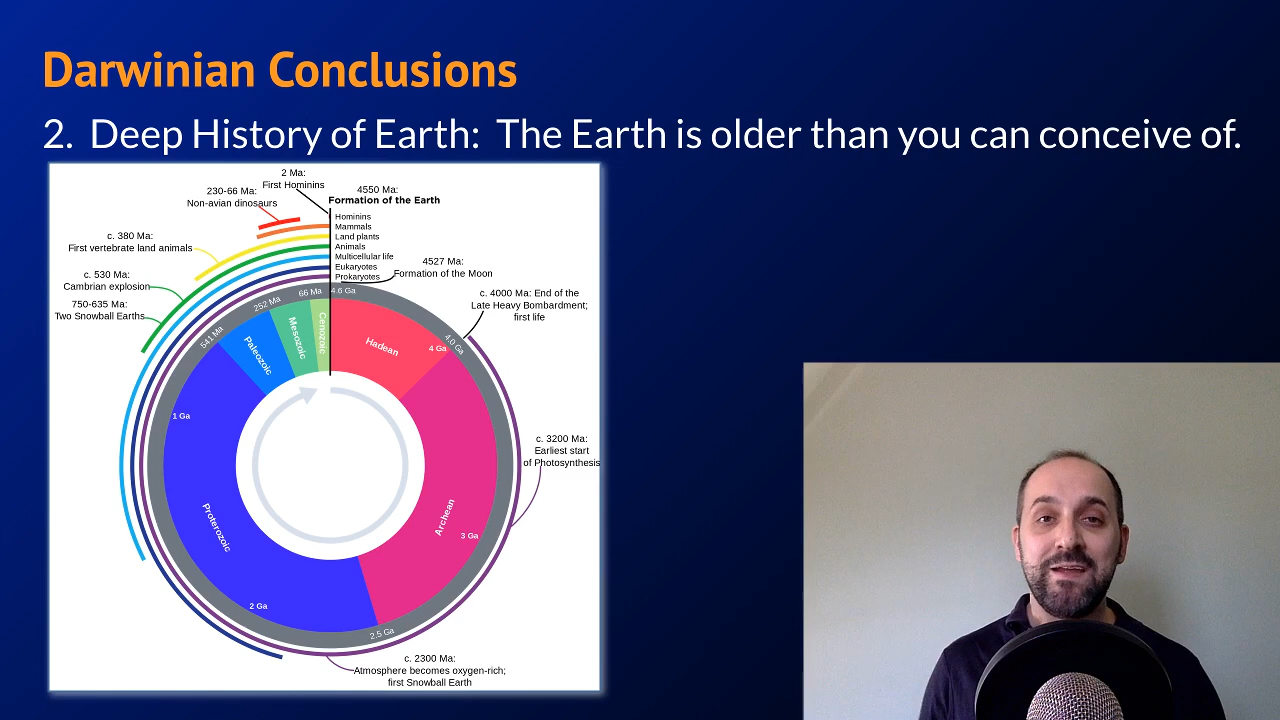 Darwinian Conclusions
2. Deep History of Earth: The Earth is older than you can conceive of.
2 Ma:
First Hominins
230-66 Ma:
Non-avian dinosaurs
4550 Ma:
Formation of the Earth
c. 380 Ma:
First vertebrate land animals
Hominins
Mammals
Land plants
Animals
Multicellular life
Eukaryotes
Prokaryotes
4527 Ma:
Formation of the Moon
c. 530 Ma:
Cambrian explosion
750-635 Ma:
Two Snowball Earths
c. 4000 Ma: End of the
Late Heavy Bombardment;
first life
4.6 Ga
66 Ma
252 Ma
541 Ma
4.0 Ga
Cenozoic
Mesozoic
Paleozoic
Hadean
4 Ga
1 Ga
c. 3200 Ma:
Earliest start
of Photosynthesis
Proterozoic
Archean
3 Ga
2 Ga
2.5 Ga
c. 2300 Ma:
Atmosphere becomes oxygen-rich;
first Snowball Earth